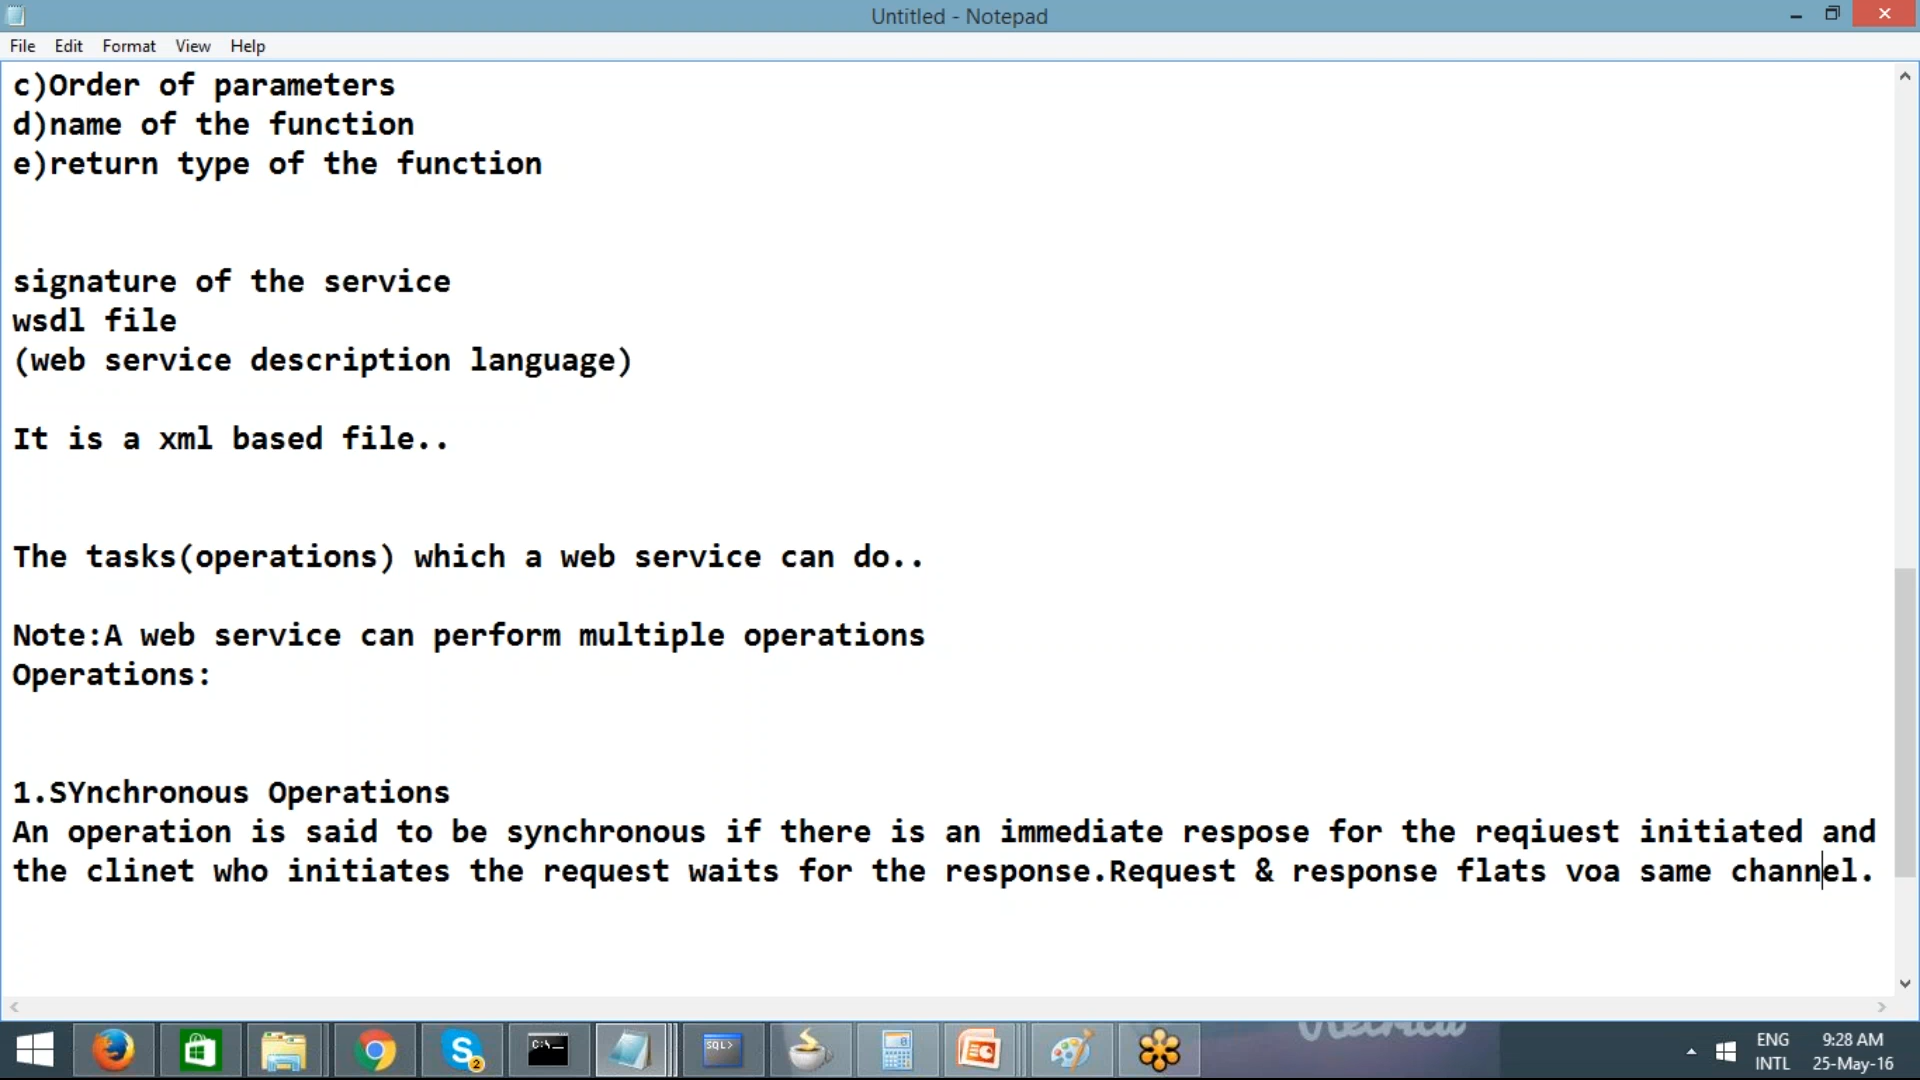 Untitled - Notepad
File Edit Format View Help
c)Order of parameters
d)name of the function
e)return type of the function
signature of the service
wsdl file
(web service description language)
It is a xml based file..
The tasks(operations) which a web service can do..
Note:A web service can perform multiple operations
Operations:
1.SYnchronous Operations
An operation is said to be synchronous if there is an immediate respose for the reqiuest initiated and
the clinet who initiates the request waits for the response.Request & response flats voa same channel.
S 2
C:\._
SQL>
ENG 9:28 AM
INTL 25-May-16